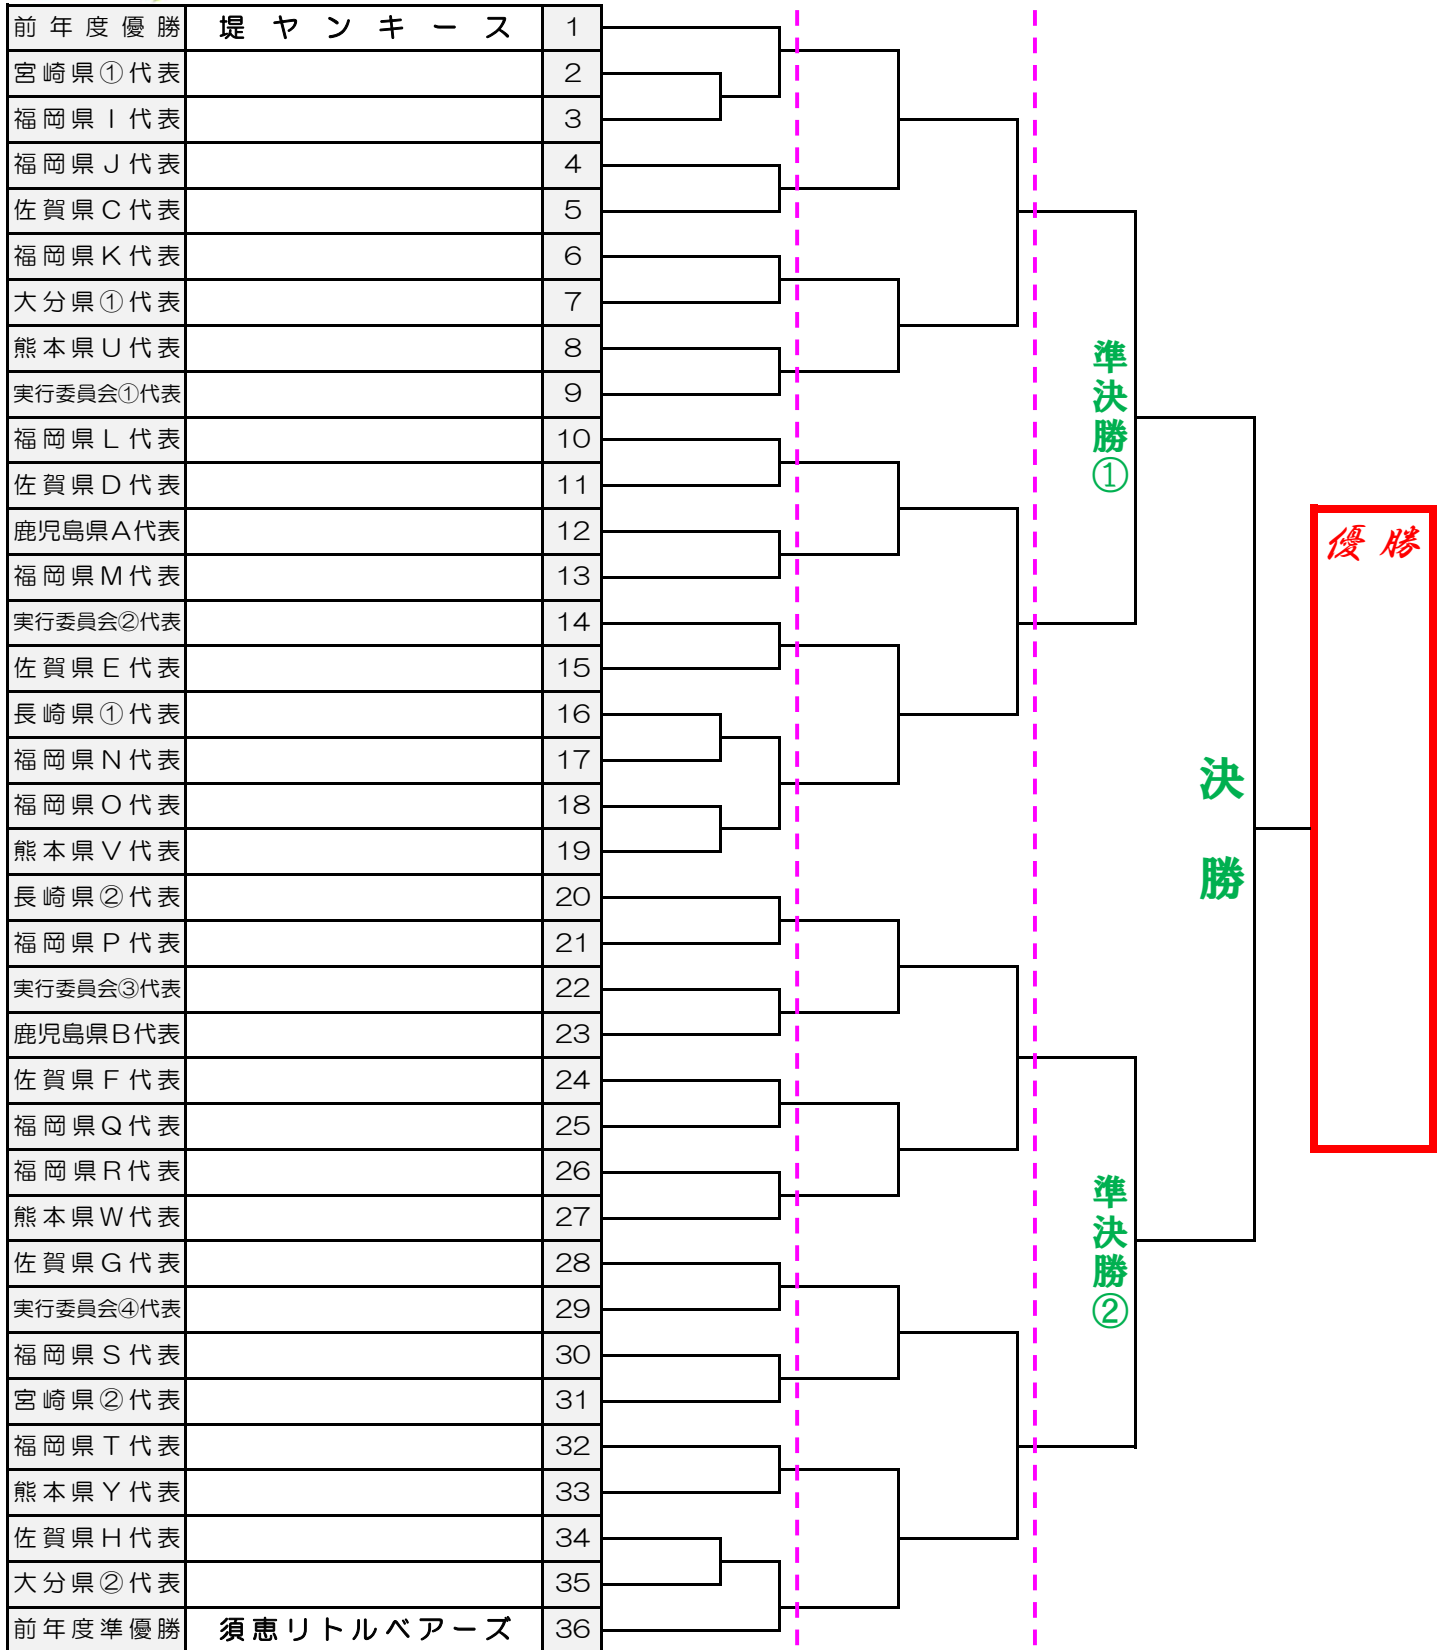 前年度優勝 堤ヤンキース 1
宮崎県①代表 2
福岡県I代表 3
福岡県J代表 4
佐賀県C代表 5
福岡県K代表 6
大分県①代表 7
熊本県U代表 8
実行委員会①代表 9
福岡県L代表 10
佐賀県D代表 11
鹿児島県A代表 12
福岡県M代表 13
実行委員会②代表 14
佐賀県E代表 15
長崎県①代表 16
福岡県N代表 17
福岡県O代表 18
熊本県V代表 19
長崎県②代表 20
福岡県P代表 21
実行委員会③代表 22
鹿児島県B代表 23
佐賀県F代表 24
福岡県Q代表 25
福岡県R代表 26
熊本県W代表 27
佐賀県G代表 28
実行委員会④代表 29
福岡県S代表 30
宮崎県②代表 31
福岡県T代表 32
熊本県Y代表 33
佐賀県H代表 34
大分県②代表 35
前年度準優勝 須恵リトルベアーズ 36
準決勝①
準決勝②
決勝
優勝